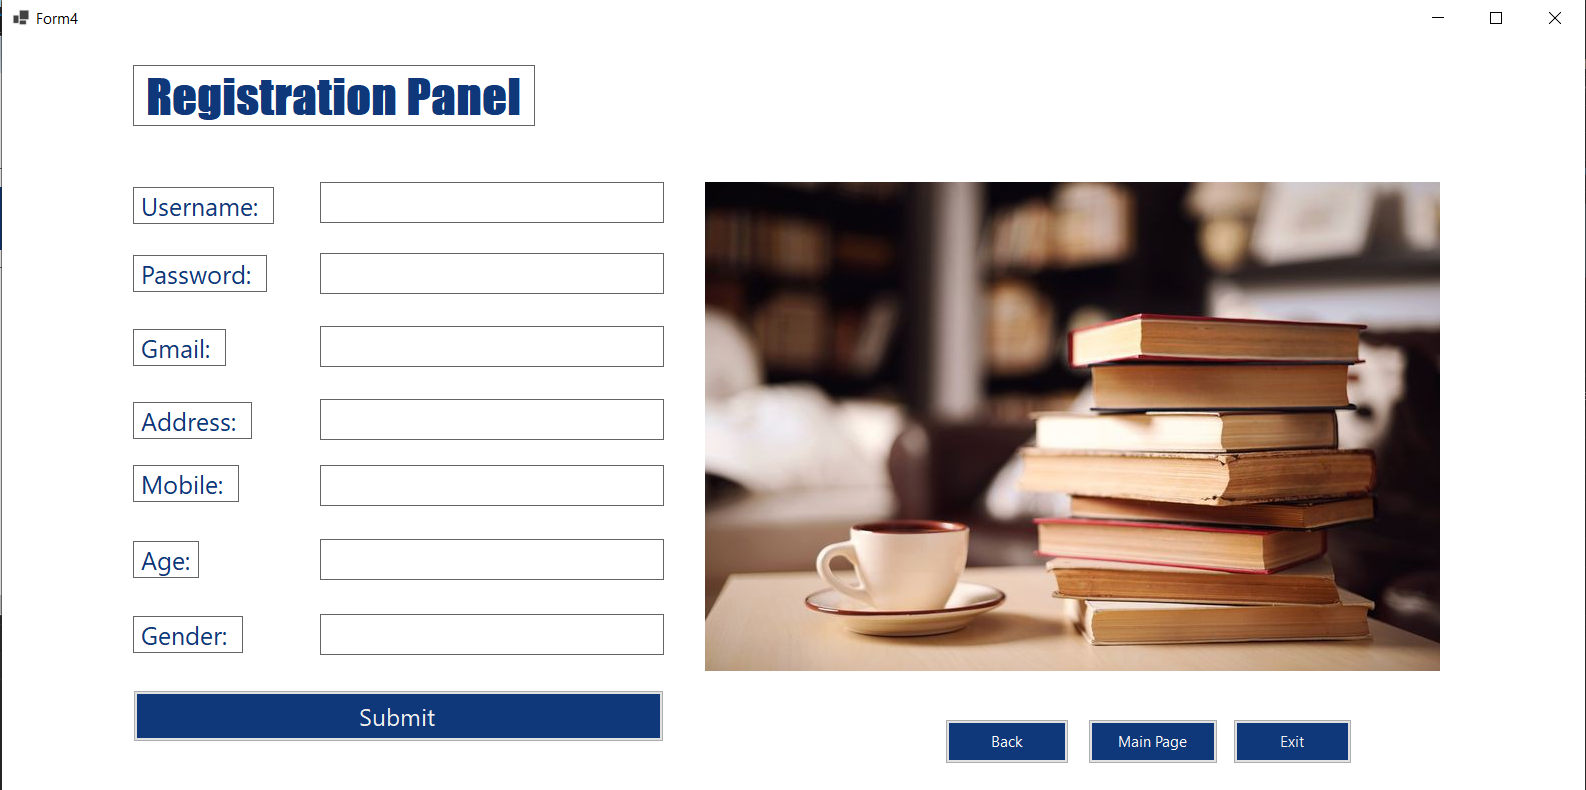 Form4
Registration Panel
Username:
Password:
Gmail:
Address:
Mobile:
Age:
Gender:
Submit
Back
Main Page
Exit